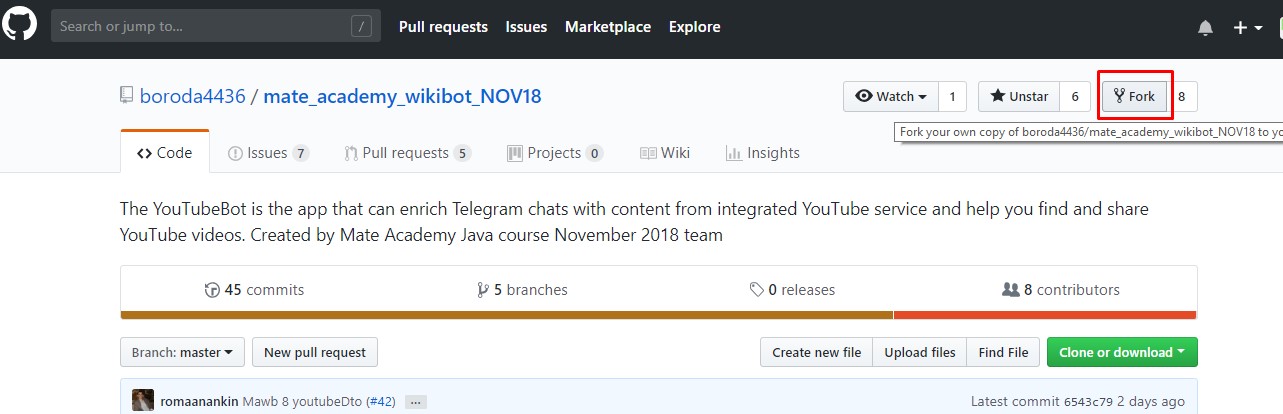 Search or jump to... / Pull requests Issues Marketplace Explore
boroda4436 / mate_academy_wikibot_NOV18 Watch 1 Unstar 6 Fork 8
Fork your own copy of boroda4436/mate_academy_wikibot_NOV18 to
<> Code Issues 7 Pull requests 5 Projects 0 Wiki Insights
The YouTubeBot is the app that can enrich Telegram chats with content from integrated YouTube service and help you find and share
YouTube videos. Created by Mate Academy Java course November 2018 team
45 commits 5 branches 0 releases 8 contributors
Branch: master New pull request Create new file Upload files Find File Clone or download
romaanankin Mawb 8 youtubeDto (#42) ... Latest commit 6543c79 2 days ago